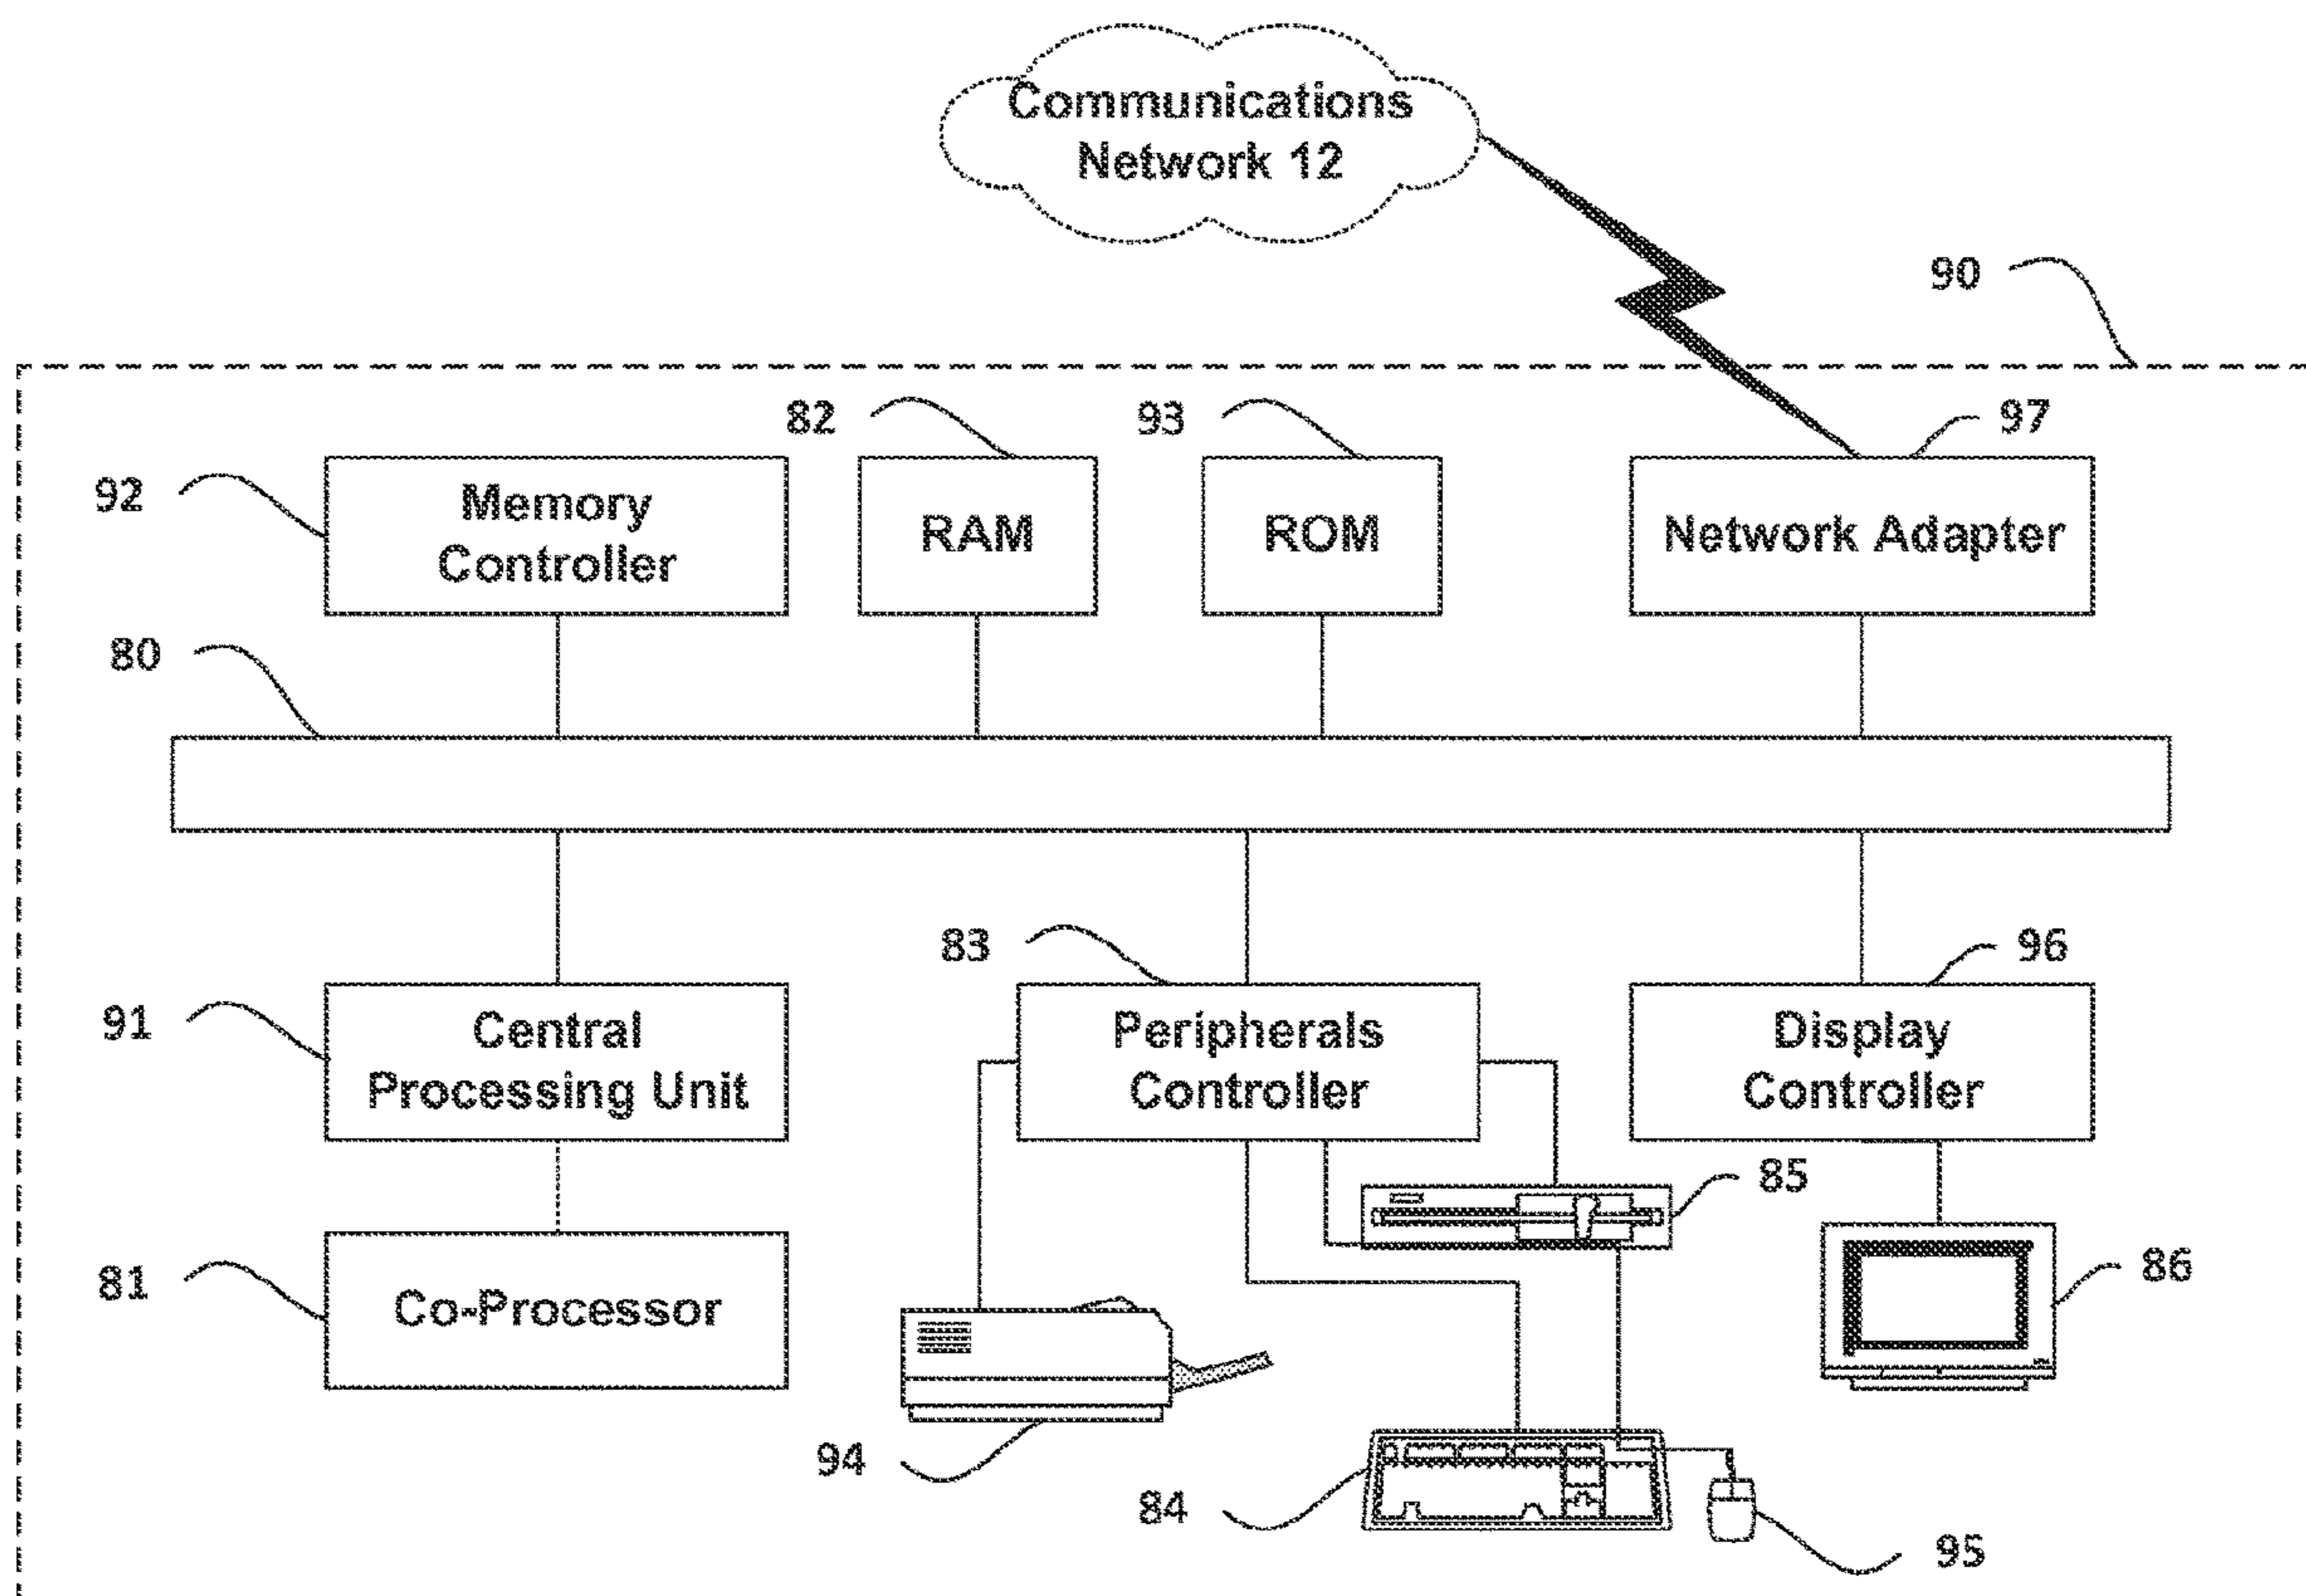 Communications
Network 12
90
82
93
97
92
Memory
Controller
RAM
ROM
Network Adapter
80
83
96
91
Central
Processing Unit
Peripherals
Controller
Display
Controller
85
81
Co-Processor
86
94
84
95